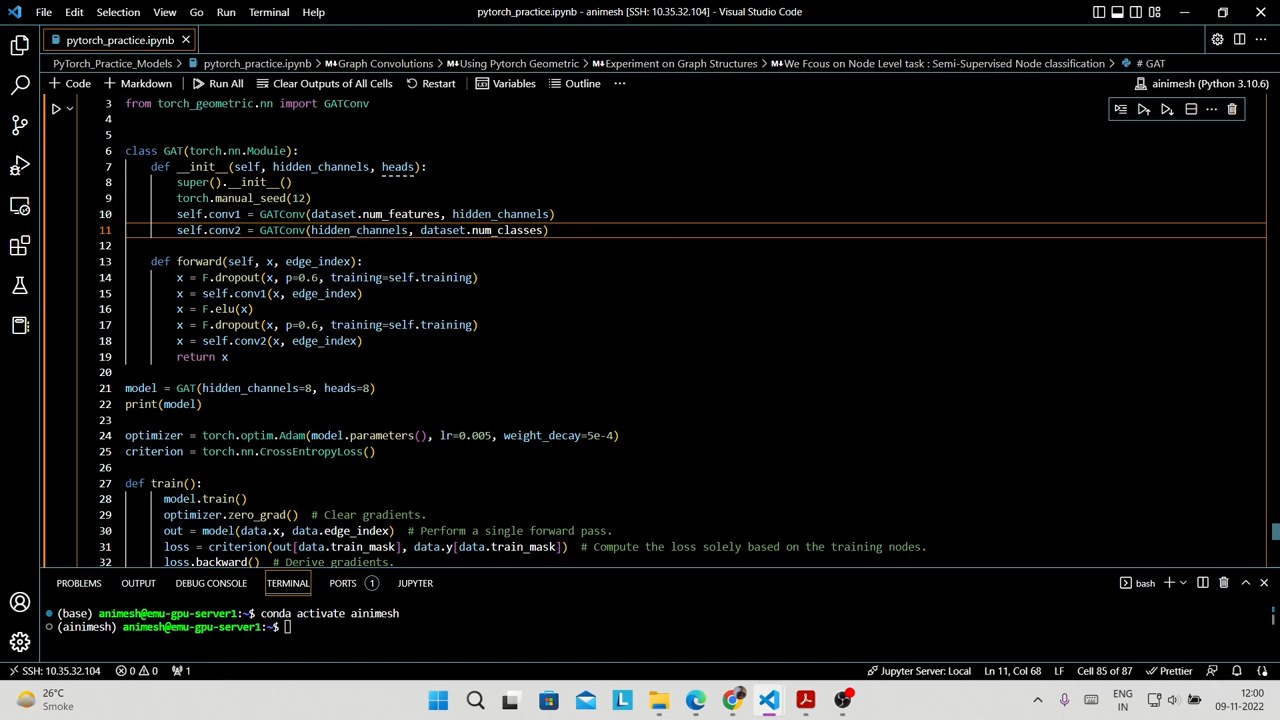 File Edit Selection View Go Run Terminal Help pytorch_practice.ipynb - animesh [SSH: 10.35.32.104] - Visual Studio Code
pytorch_practice.ipynb
PyTorch_Practice_Models > pytorch_practice.ipynb > Graph Convolutions > Using Pytorch Geometric > Experiment on Graph Structures > We Fcous on Node Level task : Semi-Supervised Node classification > # GAT
+ Code + Markdown Run All Clear Outputs of All Cells Restart Variables Outline ... ainimesh (Python 3.10.6)
3 from torch_geometric.nn import GATConv
4
5
6 class GAT(torch.nn.Module):
7 def __init__(self, hidden_channels, heads):
8 super().__init__()
9 torch.manual_seed(12)
10 self.conv1 = GATConv(dataset.num_features, hidden_channels)
11 self.conv2 = GATConv(hidden_channels, dataset.num_classes)
12
13 def forward(self, x, edge_index):
14 x = F.dropout(x, p=0.6, training=self.training)
15 x = self.conv1(x, edge_index)
16 x = F.elu(x)
17 x = F.dropout(x, p=0.6, training=self.training)
18 x = self.conv2(x, edge_index)
19 return x
20
21 model = GAT(hidden_channels=8, heads=8)
22 print(model)
23
24 optimizer = torch.optim.Adam(model.parameters(), lr=0.005, weight_decay=5e-4)
25 criterion = torch.nn.CrossEntropyLoss()
26
27 def train():
28 model.train()
29 optimizer.zero_grad() # Clear gradients.
30 out = model(data.x, data.edge_index) # Perform a single forward pass.
31 loss = criterion(out[data.train_mask], data.y[data.train_mask]) # Compute the loss solely based on the training nodes.
32 loss.backward() # Derive gradients.
PROBLEMS OUTPUT DEBUG CONSOLE TERMINAL PORTS 1 JUPYTER bash
(base) animesh@emu-gpu-server1:~$ conda activate ainimesh
(ainimesh) animesh@emu-gpu-server1:~$
SSH: 10.35.32.104 0 0 1 Jupyter Server: Local Ln 11, Col 68 LF Cell 85 of 87 Prettier
26°C
Smoke
ENG
IN
12:00
09-11-2022